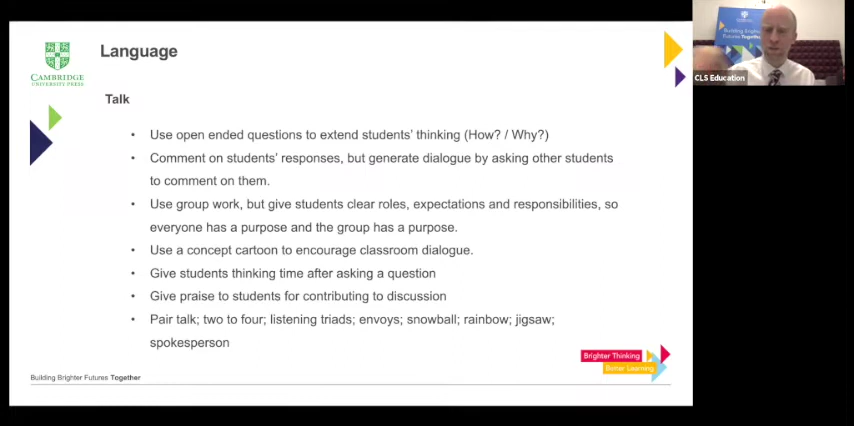 Language
CAMBRIDGE
UNIVERSITY PRESS
Talk
• Use open ended questions to extend students' thinking (How? / Why?)
• Comment on students' responses, but generate dialogue by asking other students
to comment on them.
• Use group work, but give students clear roles, expectations and responsibilities, so
everyone has a purpose and the group has a purpose.
• Use a concept cartoon to encourage classroom dialogue.
• Give students thinking time after asking a question
• Give praise to students for contributing to discussion
• Pair talk; two to four; listening triads; envoys; snowball; rainbow; jigsaw;
spokesperson
Brighter Thinking
Better Learning
Building Brighter Futures Together
Building
Futures Together
CLS Education